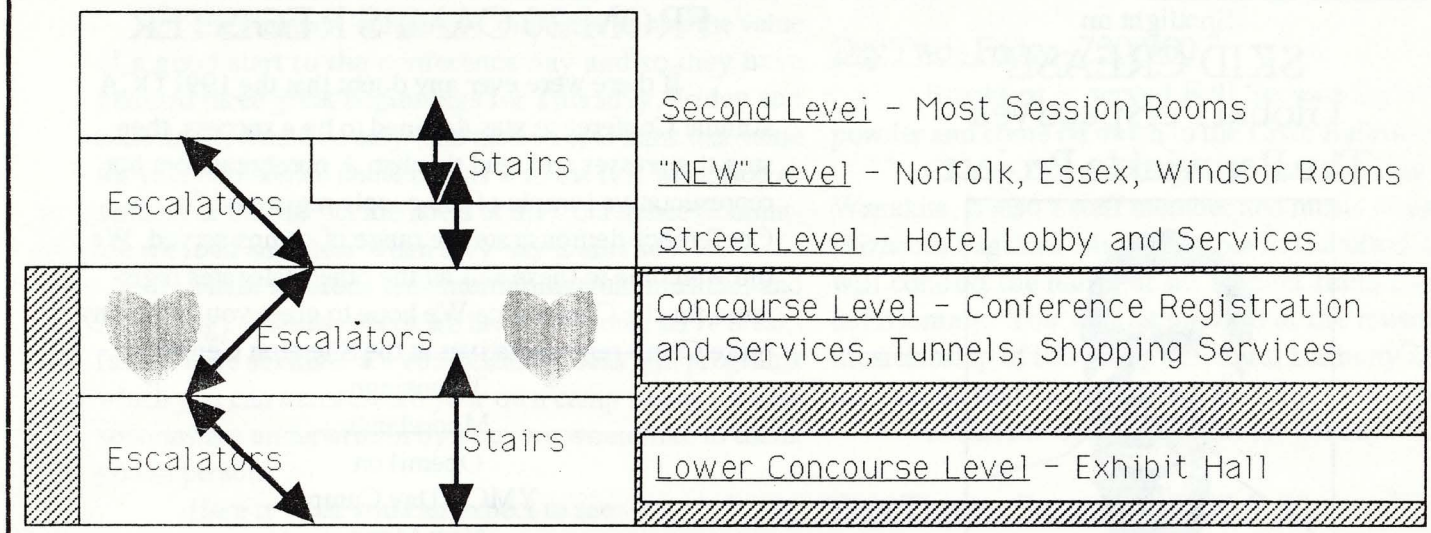 Second Level - Most Session Rooms
Stairs
"NEW" Level - Norfolk, Essex, Windsor Rooms
Escalators
Street Level - Hotel Lobby and Services
Concourse Level - Conference Registration
and Services, Tunnels, Shopping Services
Escalators
Stairs
Escalators
Lower Concourse Level - Exhibit Hall